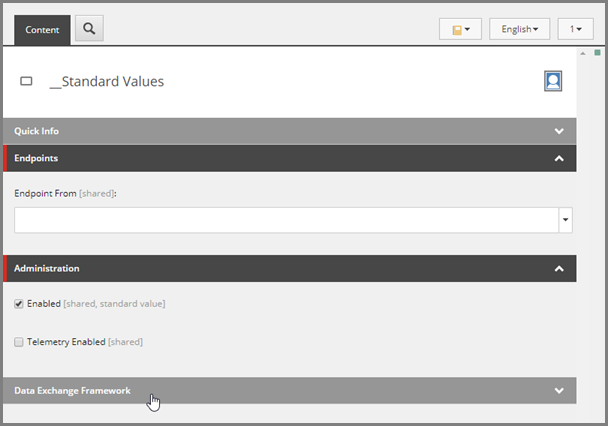 Content
English
1
__Standard Values
Quick Info
Endpoints
Endpoint From [shared]:
Administration
Enabled [shared, standard value]
Telemetry Enabled [shared]
Data Exchange Framework